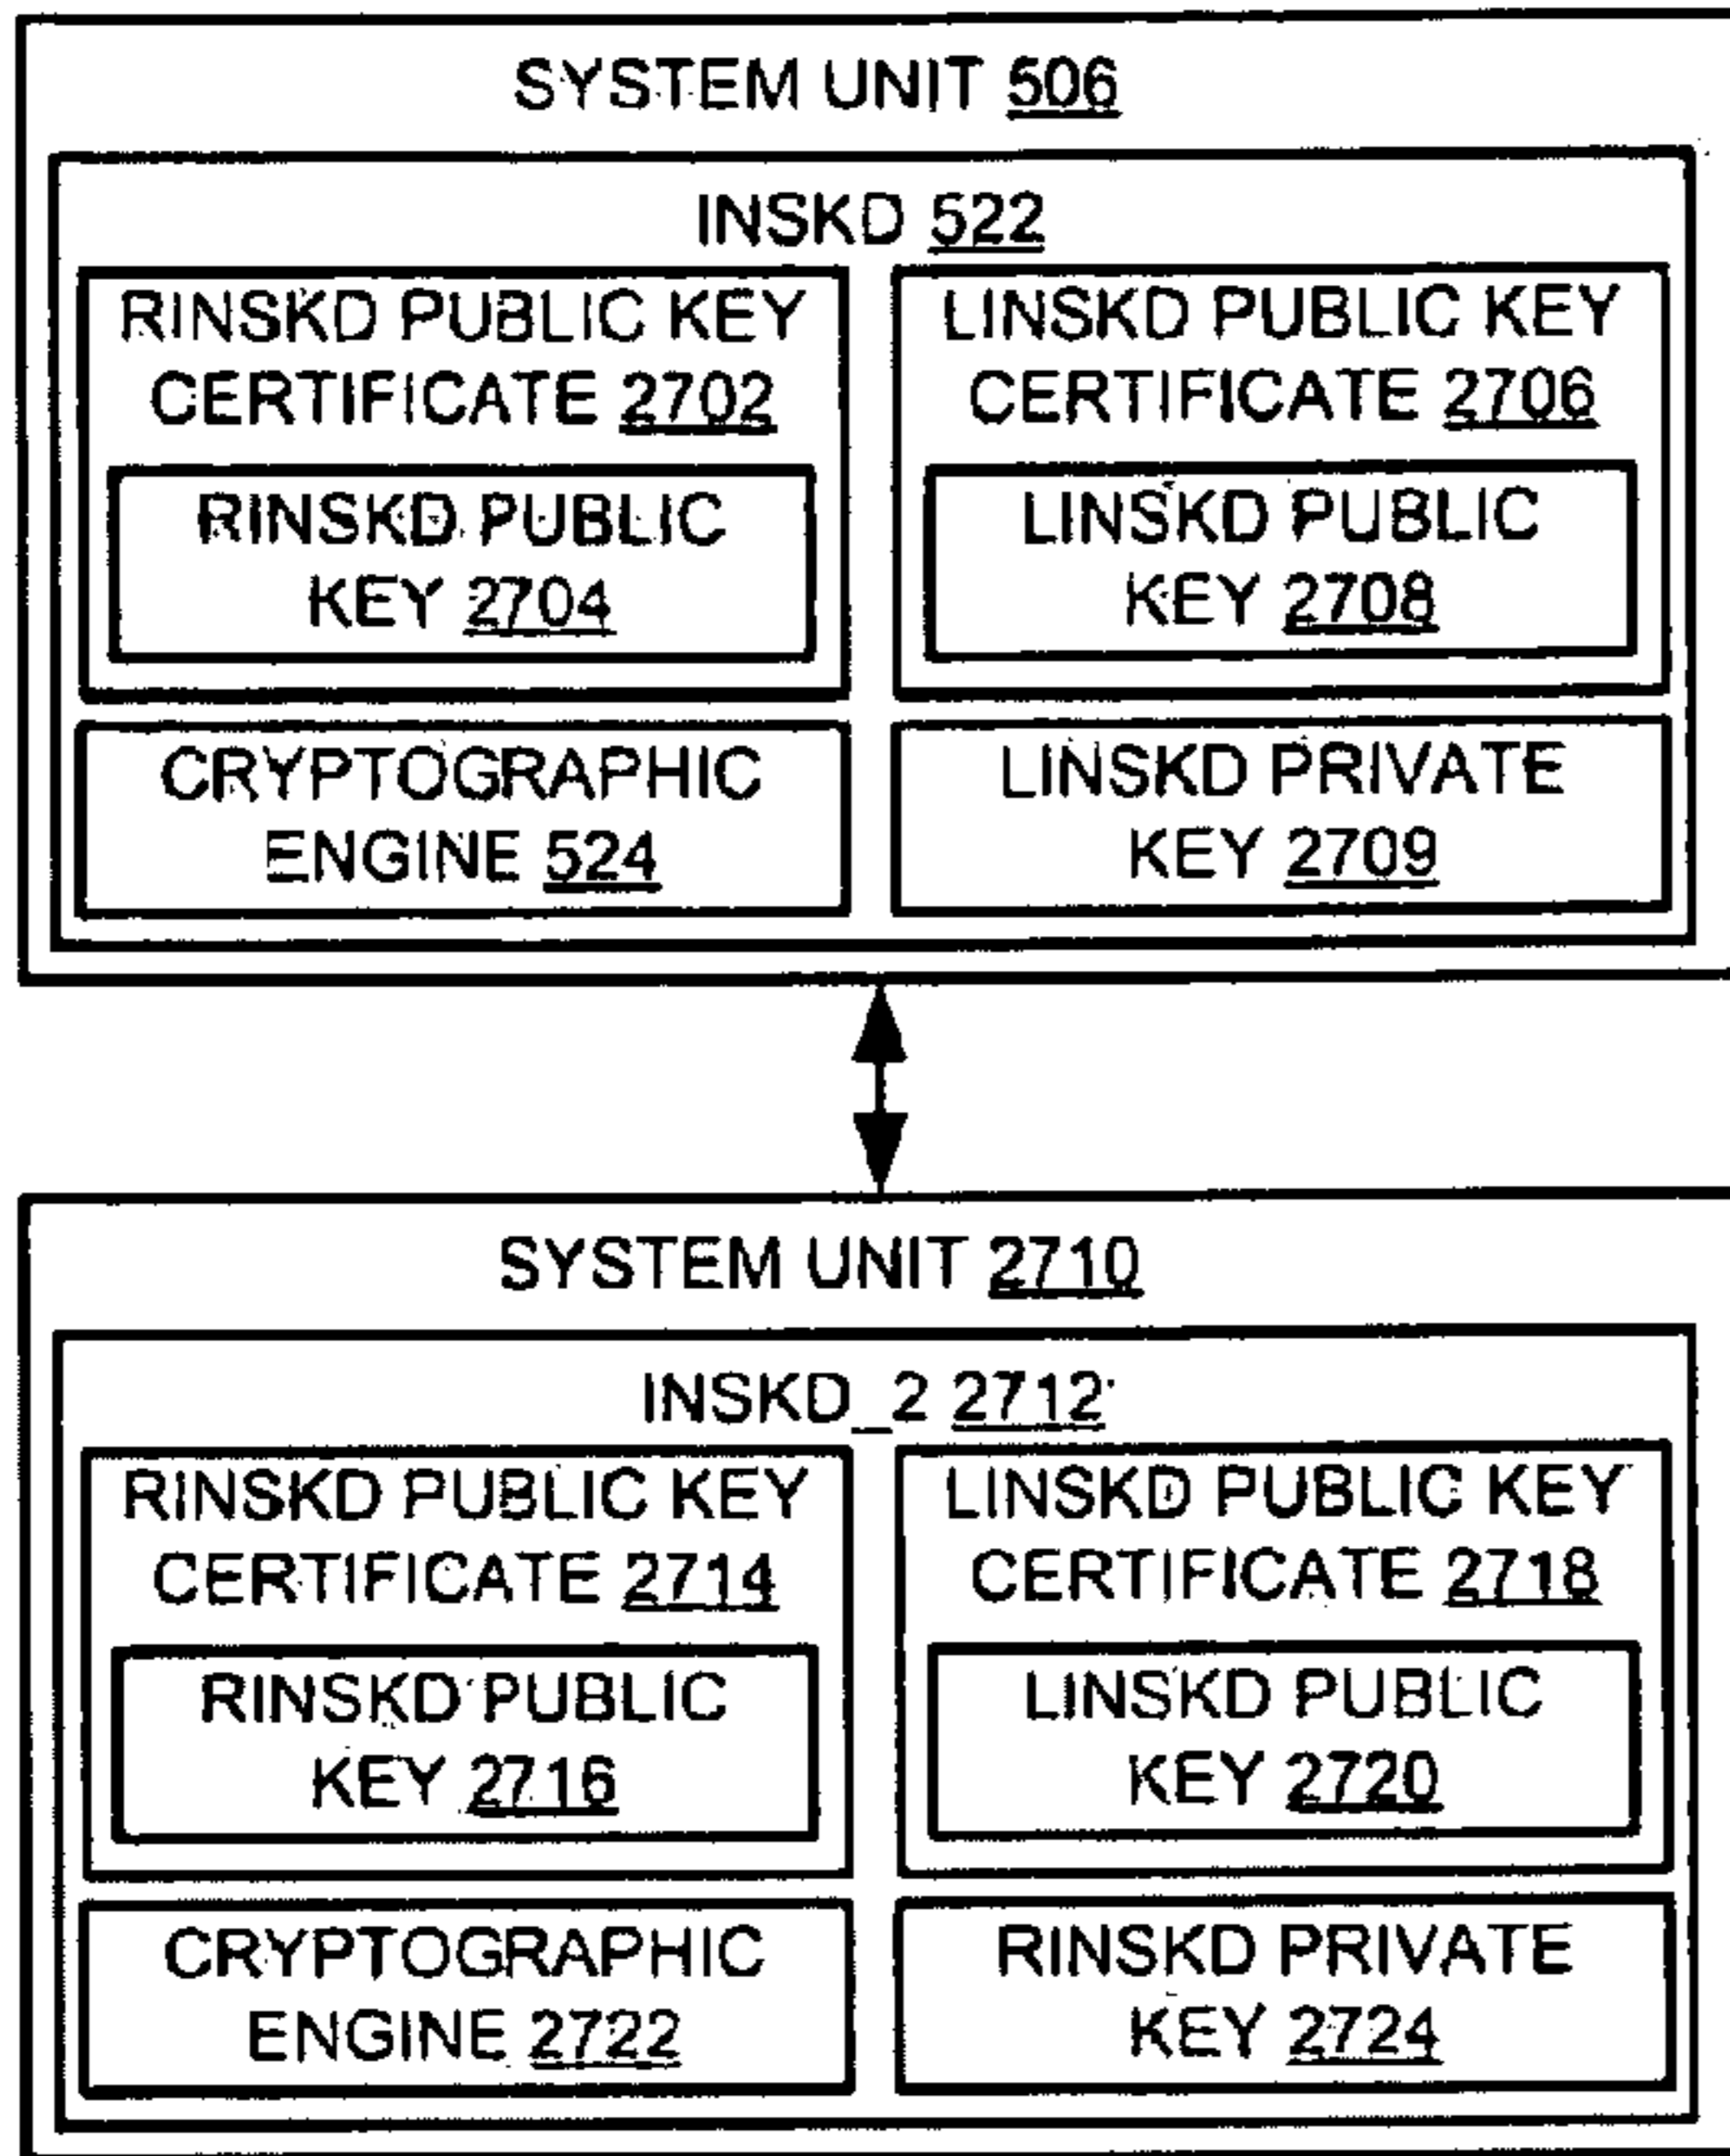 SYSTEM UNIT 506
INSKD 522
RINSKD PUBLIC KEY
CERTIFICATE 2702
RINSKD PUBLIC
KEY 2704
LINSKD PUBLIC KEY
CERTIFICATE 2706
LINSKD PUBLIC
KEY 2708
CRYPTOGRAPHIC
ENGINE 524
LINSKD PRIVATE
KEY 2709
SYSTEM UNIT 2710
INSKD_2 2712
RINSKD PUBLIC KEY
CERTIFICATE 2714
RINSKD PUBLIC
KEY 2716
LINSKD PUBLIC KEY
CERTIFICATE 2718
LINSKD PUBLIC
KEY 2720
CRYPTOGRAPHIC
ENGINE 2722
RINSKD PRIVATE
KEY 2724